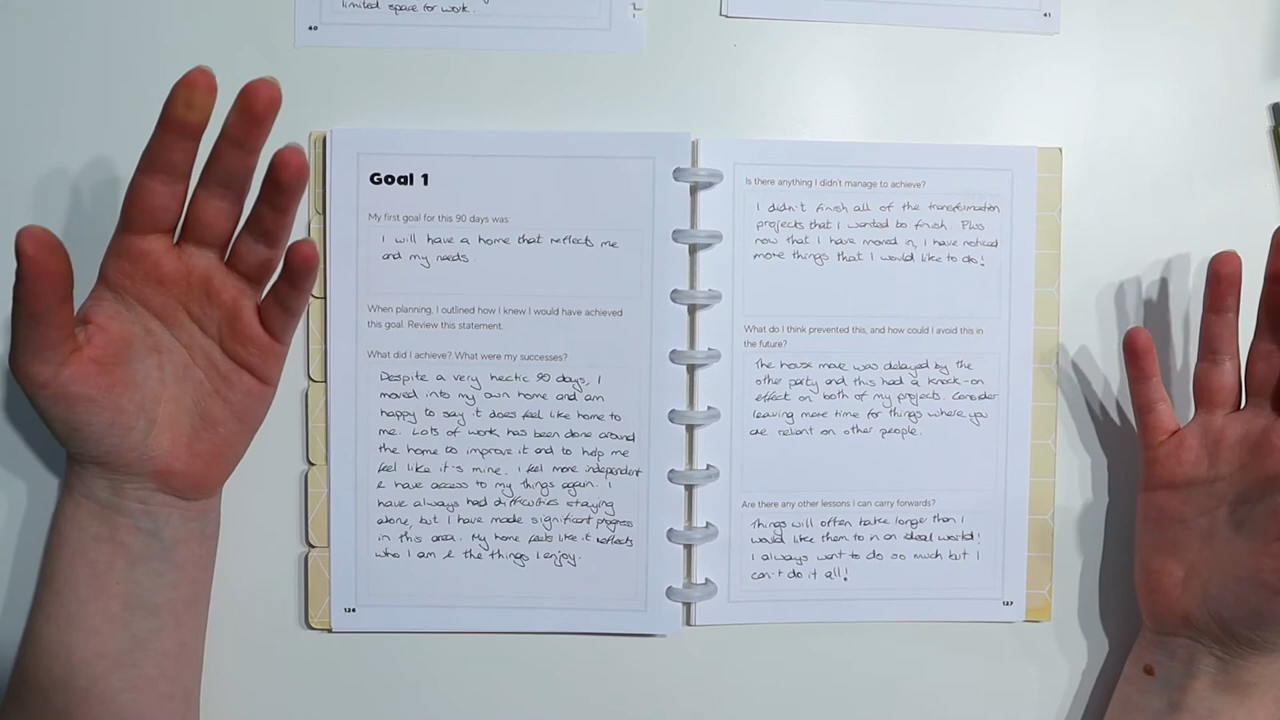 limited space for work.
40
41
Goal 1
My first goal for this 90 days was:
I will have a home that reflects me
and my needs.
When planning, I outlined how I knew I would have achieved
this goal. Review this statement.
What did I achieve? What were my successes?
Despite a very hectic 90 days, I
moved into my own home and am
happy to say it does feel like home to
me. Lots of work has been done around
the home to improve it and to help me
feel like it's mine. I feel more independent
& have access to my things again. I
have always had difficulties staying
alone, but I have made significant progress
in this area. My home feels like it reflects
who I am & the things I enjoy.
126
Is there anything I didn't manage to achieve?
I didn't finish all of the transformation
projects that I wanted to finish. Plus
now that I have moved in, I have noticed
more things that I would like to do!
What do I think prevented this, and how could I avoid this in
the future?
The house move was delayed by the
other party and this had a knock-on
effect on both of my projects. Consider
leaving more time for things where you
are reliant on other people.
Are there any other lessons I can carry forwards?
Things will often take longer than I
would like them to in an ideal world!
I always want to do so much but I
can't do it all!
127